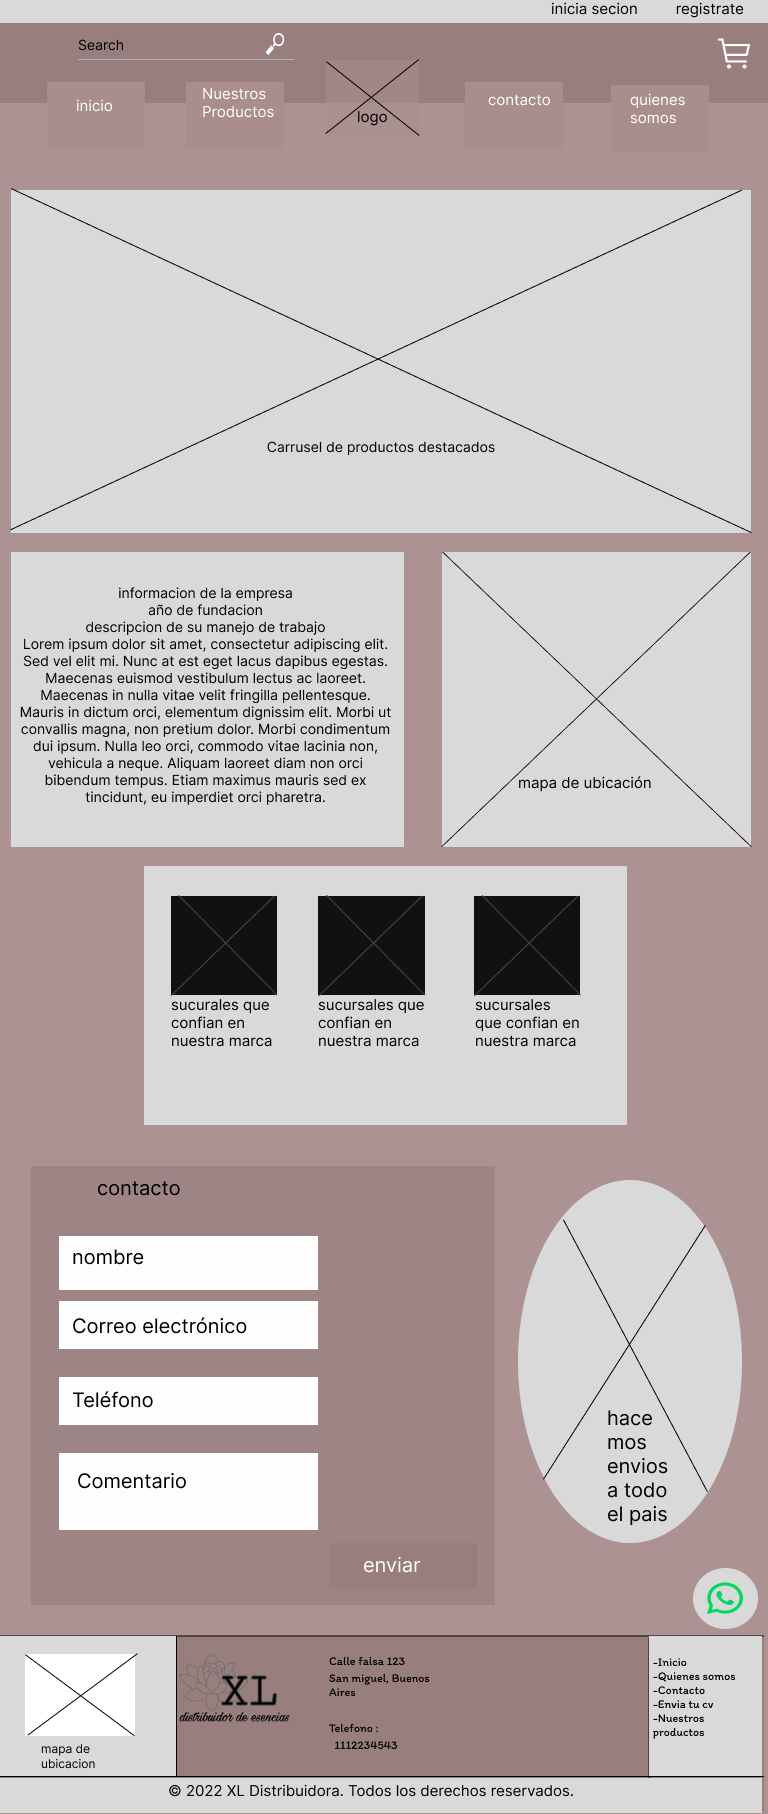 inicia secion
registrate
Search
inicio
Nuestros
Productos
logo
contacto
quienes
somos
Carrusel de productos destacados
informacion de la empresa
año de fundacion
descripcion de su manejo de trabajo
Lorem ipsum dolor sit amet, consectetur adipiscing elit.
Sed vel elit mi. Nunc at est eget lacus dapibus egestas.
Maecenas euismod vestibulum lectus ac laoreet.
Maecenas in nulla vitae velit fringilla pellentesque.
Mauris in dictum orci, elementum dignissim elit. Morbi ut
convallis magna, non pretium dolor. Morbi condimentum
dui ipsum. Nulla leo orci, commodo vitae lacinia non,
vehicula a neque. Aliquam laoreet diam non orci
bibendum tempus. Etiam maximus mauris sed ex
tincidunt, eu imperdiet orci pharetra.
mapa de ubicación
sucurales que
confian en
nuestra marca
sucursales que
confian en
nuestra marca
sucursales
que confian en
nuestra marca
contacto
nombre
Correo electrónico
Teléfono
Comentario
enviar
hace
mos
envios
a todo
el pais
mapa de
ubicacion
XL
distribuidor de esencias
Calle falsa 123
San miguel, Buenos
Aires
Telefono :
1112234543
-Inicio
-Quienes somos
-Contacto
-Envia tu cv
-Nuestros
productos
© 2022 XL Distribuidora. Todos los derechos reservados.